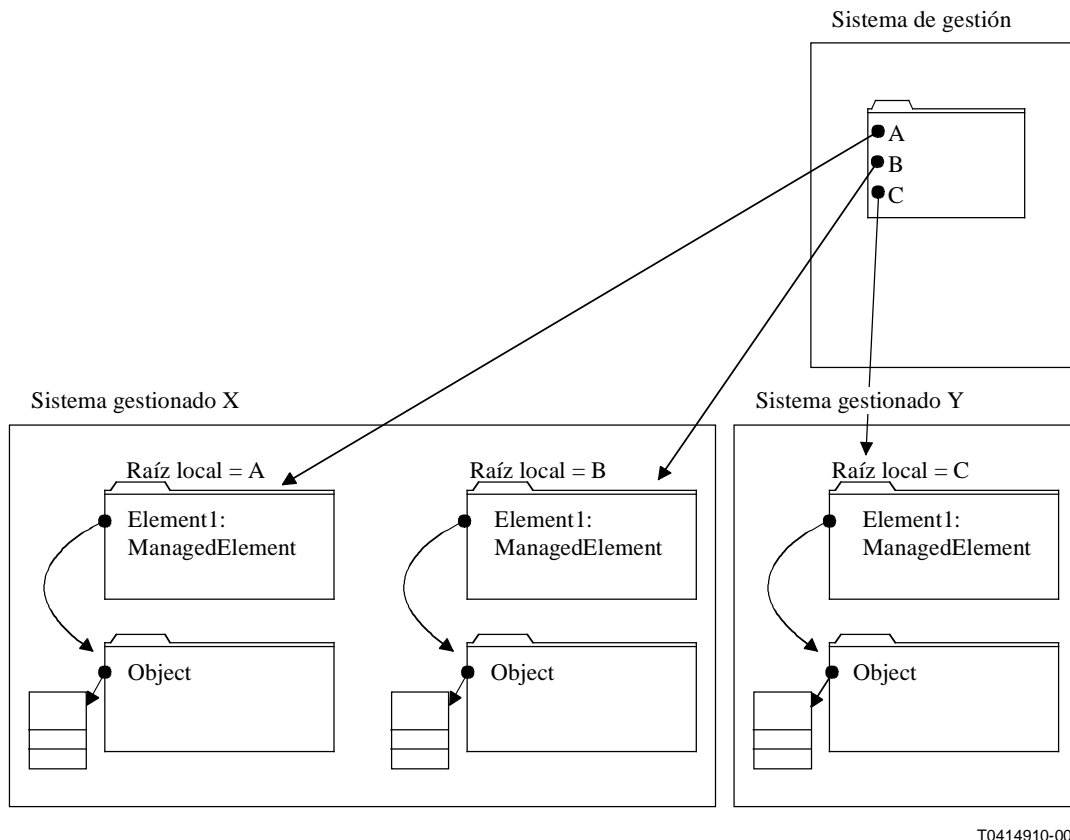 Sistema de gestión
A
B
C
Sistema gestionado X
Sistema gestionado Y
Raíz local = A
Raíz local = B
Raíz local = C
Element1:
ManagedElement
Element1:
ManagedElement
Element1:
ManagedElement
Object
Object
Object
T0414910-00